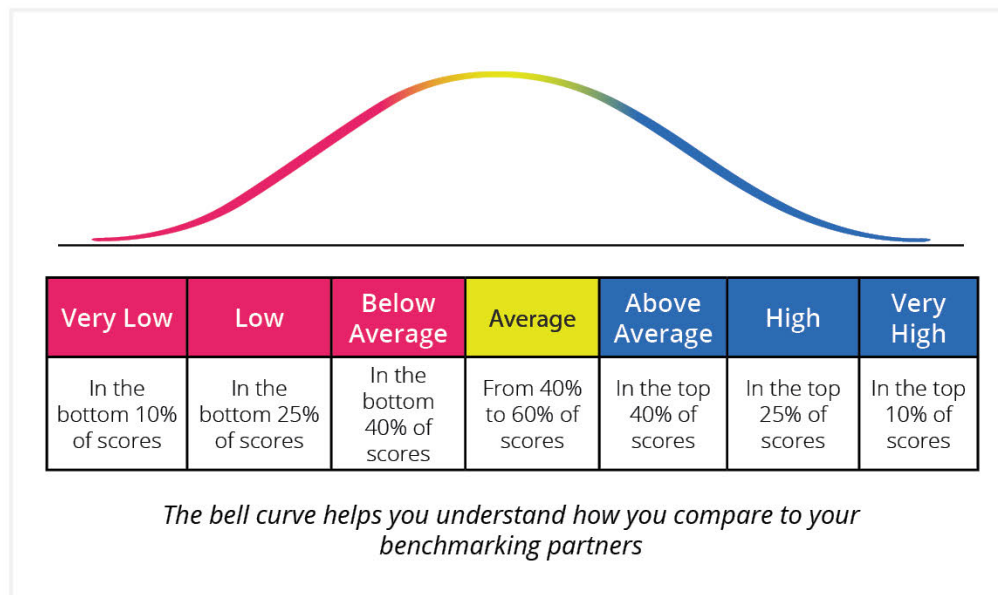 Very Low
Low
Below
Average
Average
Above
Average
High
Very
High
In the
bottom 10%
of scores
In the
bottom 25%
of scores
In the
bottom
40% of
scores
From 40%
to 60% of
scores
In the top
40% of
scores
In the top
25% of
scores
In the top
10% of
scores
The bell curve helps you understand how you compare to your
benchmarking partners